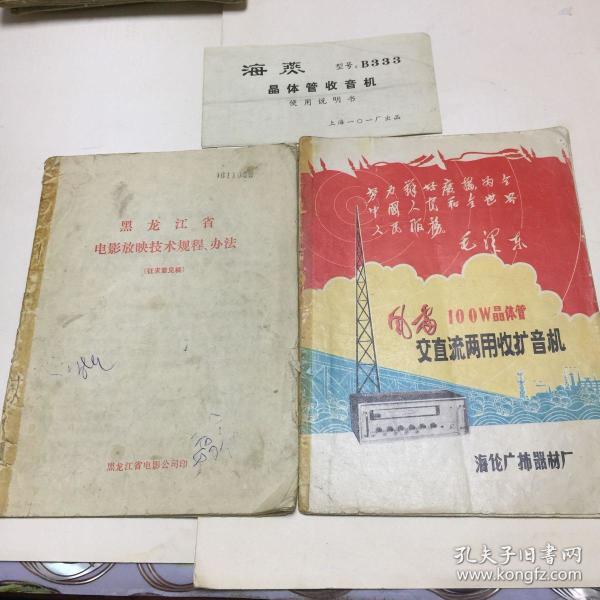 海燕 型号:B333
晶体管收音机
使用说明书
上海一〇一厂出品
黑龙江省
电影放映技术规程、办法
(征求意见稿)
黑龙江省电影公司印
努力办好广播,为全
中國人民和全世界
人民服務
毛泽东
100W晶体管
交直流两用收扩音机
海伦广播器材厂
孔夫子旧书网
www.kongfz.com